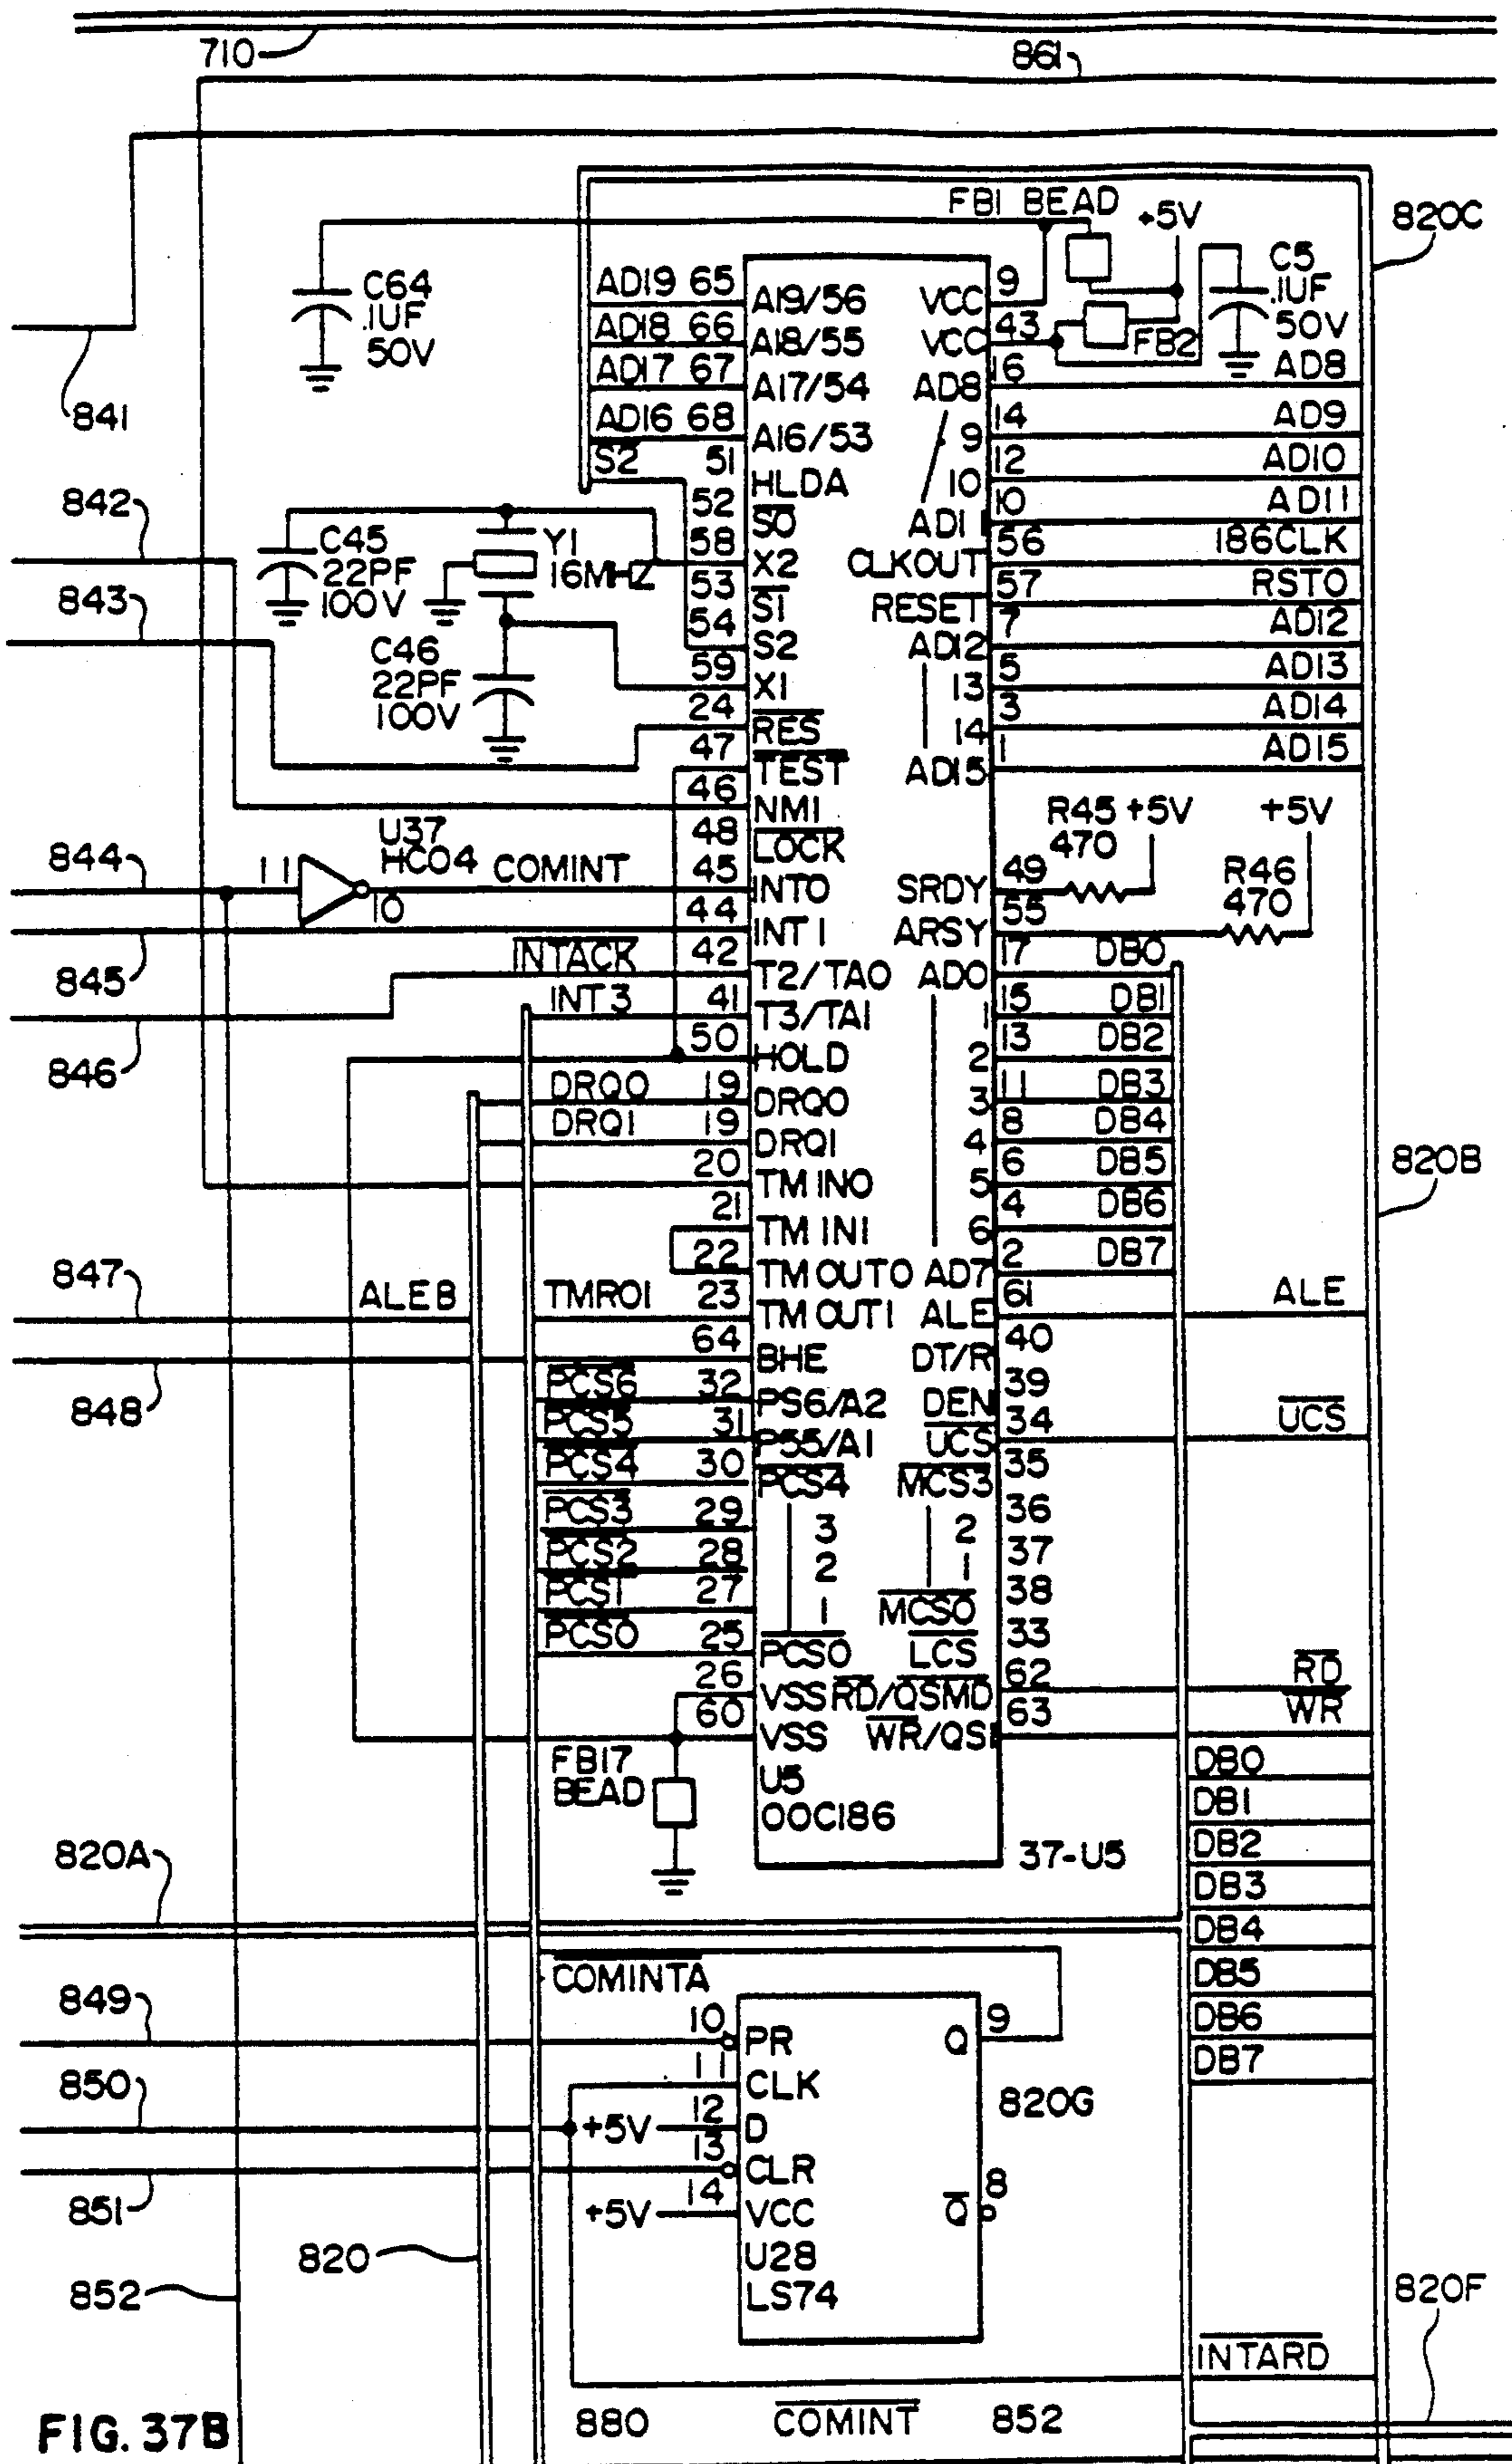 710
861
820C
FB1 BEAD
+5V
C64
.1UF
50V
C5
.1UF
50V
FB2
841
AD19 65 A19/56 VCC 9
AD18 66 A18/55 VCC 43
AD17 67 A17/54 AD8 16 AD8
AD16 68 A16/53 9 14 AD9
S2 51 HLDA 10 12 AD10
52 S0 AD1 10 AD11
842
C45
22PF
100V
Y1
16MHZ
58 X2 CLKOUT 56 186CLK
53 S1 RESET 57 RST0
843
54 S2 AD12 7 AD12
C46
22PF
100V
59 X1 13 5 AD13
24 RES 14 3 AD14
47 TEST AD15 1 AD15
46 NMI
R45 +5V
470
+5V
R46
470
48 LOCK
844
11
U37
HC04
10
COMINT 45 INT0 SRDY 49
44 INT1 ARSY 55
845
INTACK 42 T2/TA0 AD0 17 DB0
INT3 41 T3/TA1 1 15 DB1
846
50 HOLD 2 13 DB2
DRQ0 19 DRQ0 3 11 DB3
DRQ1 19 DRQ1 4 8 DB4
20 TM IN0 5 6 DB5
820B
21 TM IN1 6 4 DB6
22 TM OUT0 AD7 2 DB7
847
ALEB TMRO1 23 TM OUT1 ALE 61 ALE
64 BHE DT/R 40
848
PCS6 32 PS6/A2 DEN 39
PCS5 31 P55/A1 UCS 34 UCS
PCS4 30 PCS4 MCS3 35
PCS3 29 3 2 36
PCS2 28 2 1 37
PCS1 27 1 MCS0 38
PCS0 25 PCS0 LCS 33
26 VSS RD/QSMD 62 RD
60 VSS WR/QS1 63 WR
FB17
BEAD
U5
00C186
37-U5
DB0
DB1
DB2
DB3
DB4
DB5
DB6
DB7
820A
COMINTA
849
10 PR Q 9
850
11 CLK
820G
+5V 12 D
13 CLR
851
+5V 14 VCC Q 8
U28
LS74
820
852
820F
INTARD
880 COMINT 852
FIG. 37B